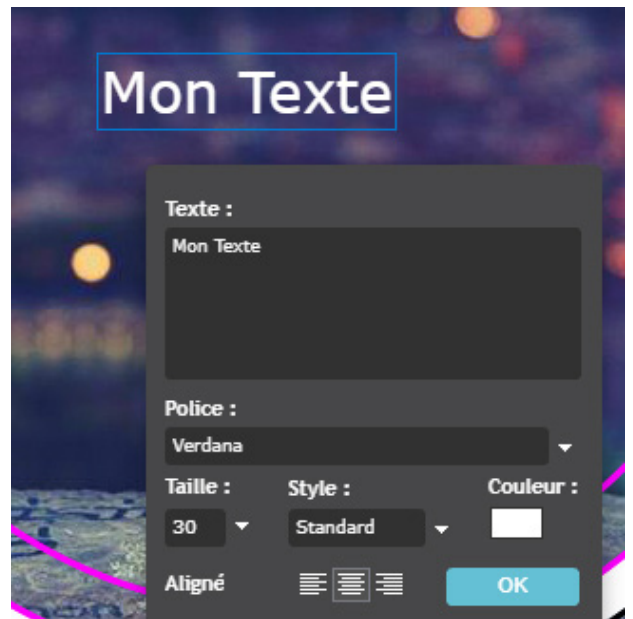 Mon Texte
Texte :
Mon Texte
Police :
Verdana
Taille : Style : Couleur :
30 Standard
Aligné OK